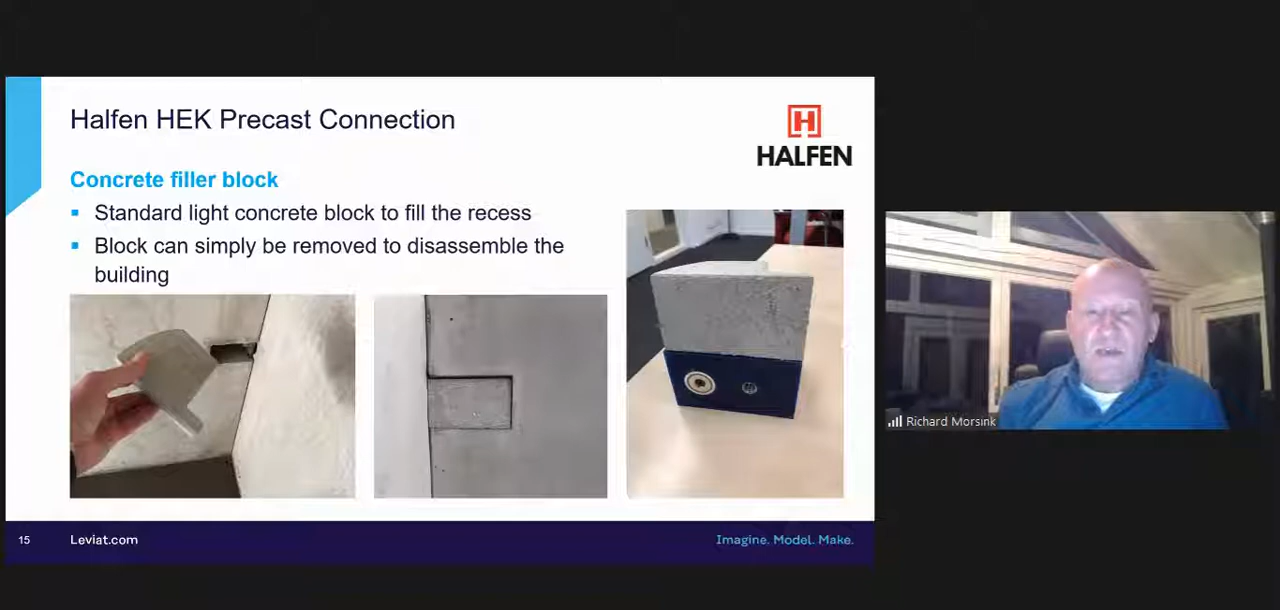 Halfen HEK Precast Connection
H
HALFEN
Concrete filler block
Standard light concrete block to fill the recess
Block can simply be removed to disassemble the
building
Richard Morsink
15
Leviat.com
Imagine. Model. Make.